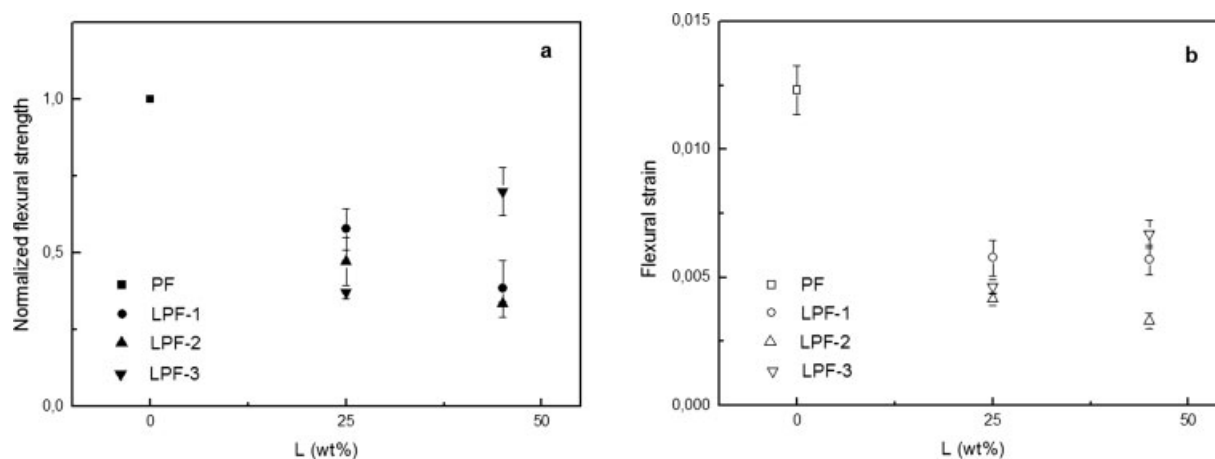 a
Normalized flexural strength
1,0
0,5
0,0
PF
LPF-1
LPF-2
LPF-3
0
25
50
L (wt%)
b
Flexural strain
0,015
0,010
0,005
0,000
PF
LPF-1
LPF-2
LPF-3
0
25
50
L (wt%)